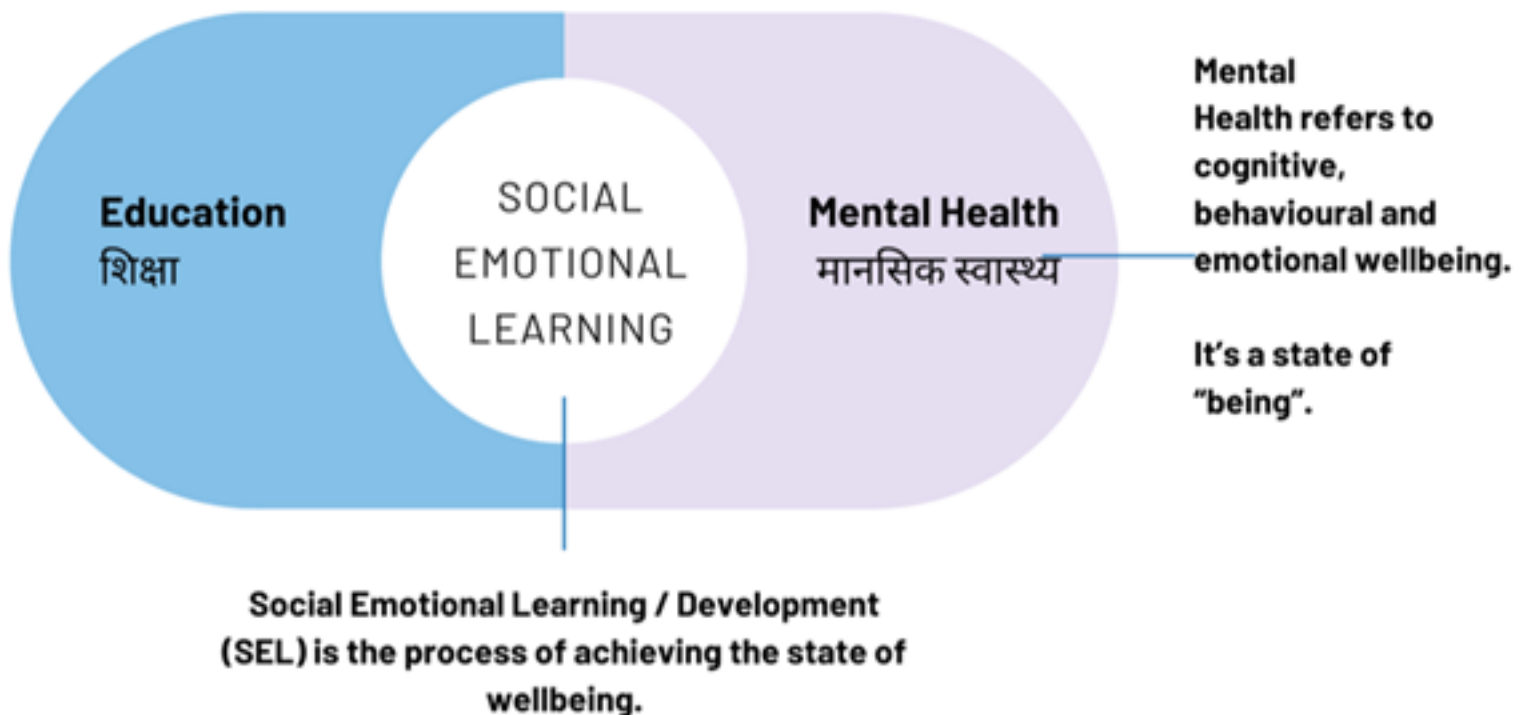 Education
शिक्षा
SOCIAL
EMOTIONAL
LEARNING
Mental Health
मानसिक स्वास्थ्य
Mental
Health refers to
cognitive,
behavioural and
emotional wellbeing.
It’s a state of
“being”.
Social Emotional Learning / Development
(SEL) is the process of achieving the state of
wellbeing.